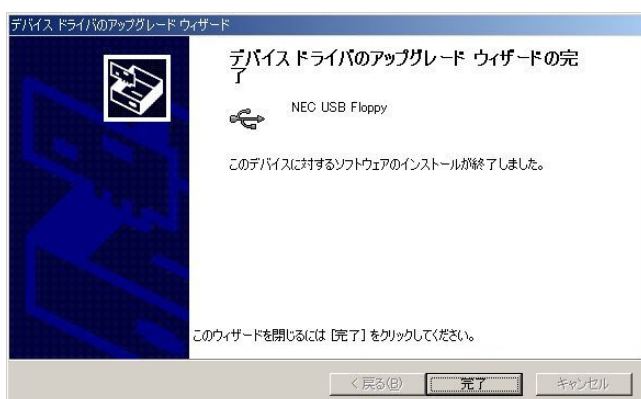 デバイス ドライバのアップグレード ウィザード
デバイス ドライバのアップグレード ウィザードの完
了
NEC USB Floppy
このデバイスに対するソフトウェアのインストールが終了しました。
このウィザードを閉じるには [完了] をクリックしてください。
< 戻る(B)
完了
キャンセル